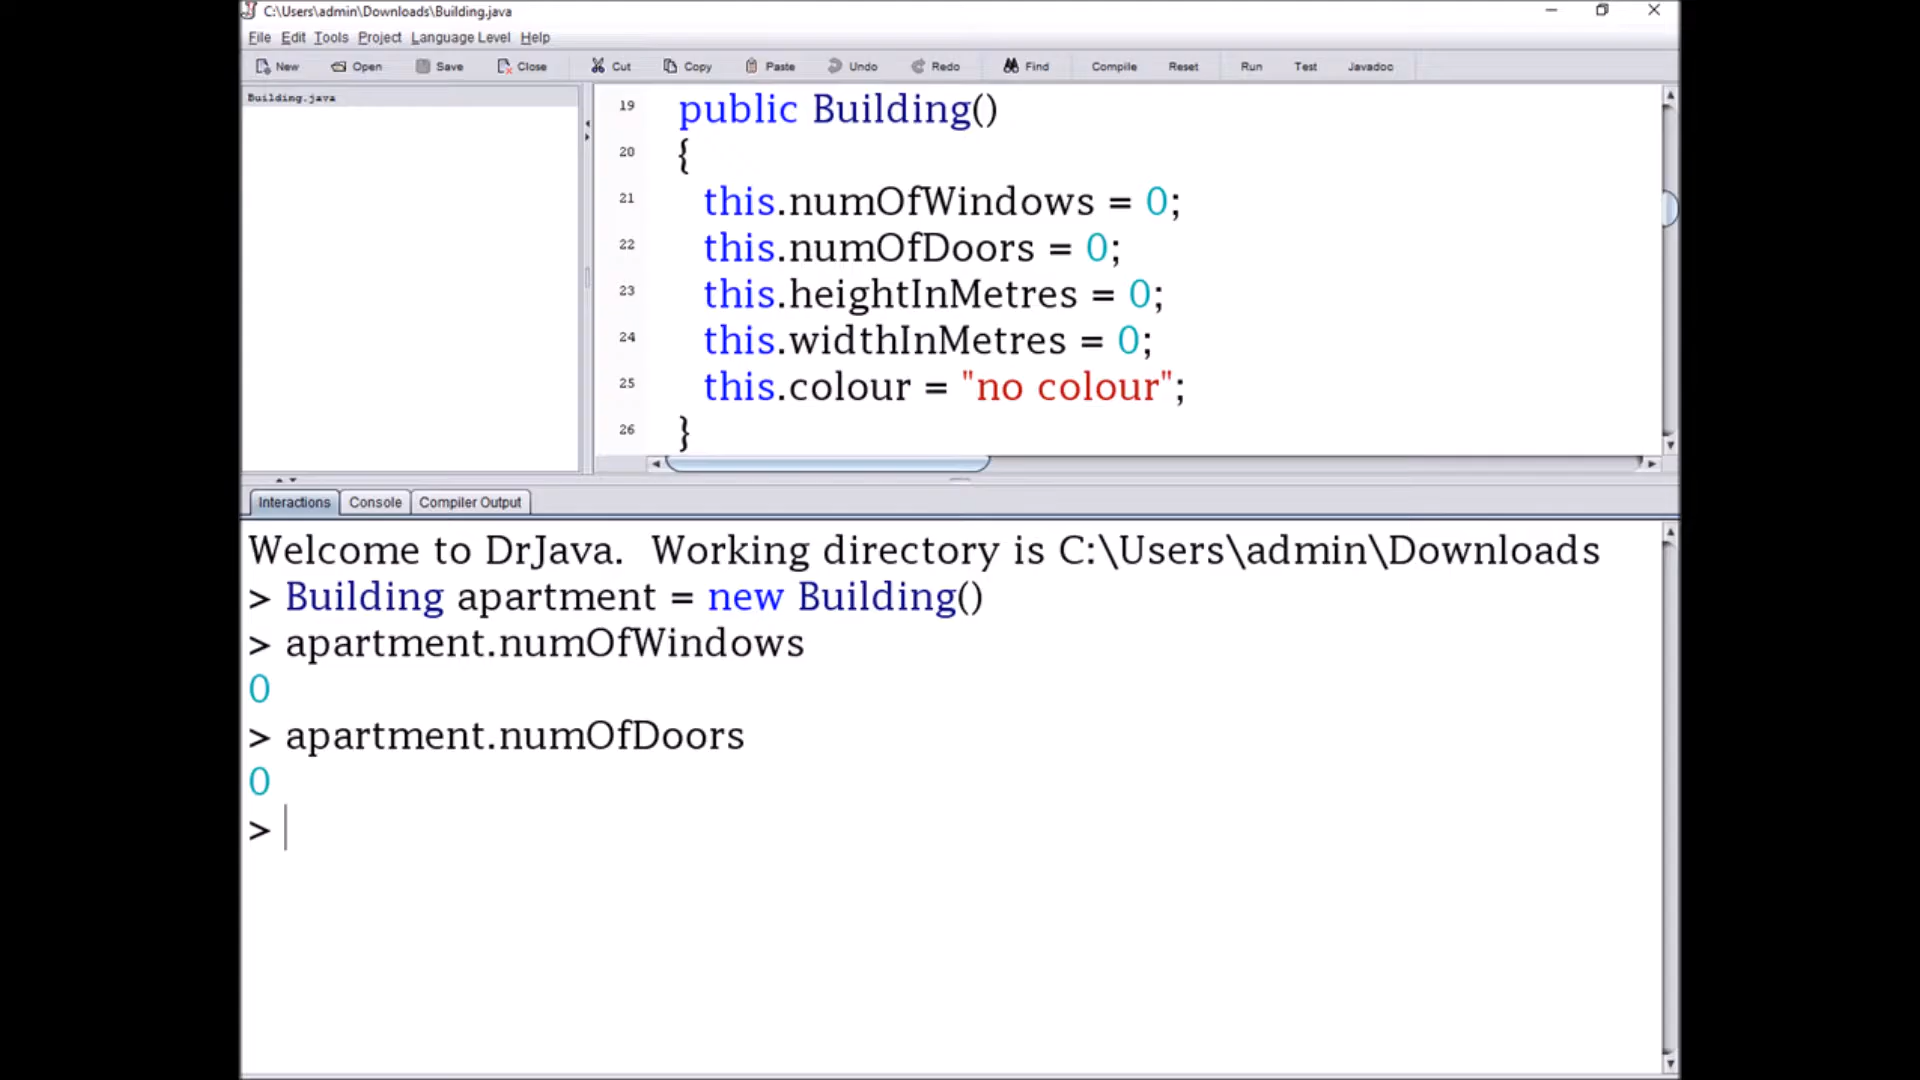 C:\Users\admin\Downloads\Building.java
File Edit Tools Project Language Level Help
New Open Save Close Cut Copy Paste Undo Redo Find Compile Reset Run Test Javadoc
Building.java
19 public Building()
20 {
21 this.numOfWindows = 0;
22 this.numOfDoors = 0;
23 this.heightInMetres = 0;
24 this.widthInMetres = 0;
25 this.colour = "no colour";
26 }
Interactions Console Compiler Output
Welcome to DrJava.  Working directory is C:\Users\admin\Downloads
> Building apartment = new Building()
> apartment.numOfWindows
0
> apartment.numOfDoors
0
>